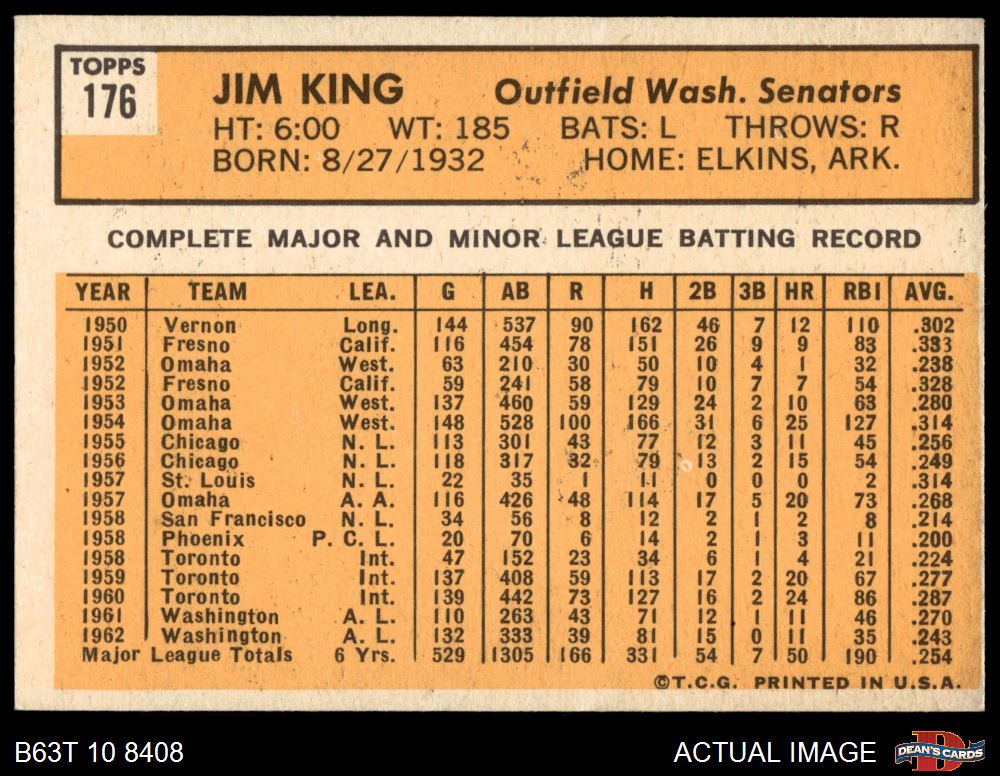 TOPPS
176
JIM KING Outfield Wash. Senators
HT: 6:00 WT: 185 BATS: L THROWS: R
BORN: 8/27/1932 HOME: ELKINS, ARK.
COMPLETE MAJOR AND MINOR LEAGUE BATTING RECORD
YEAR TEAM LEA. G AB R H 2B 3B HR RBI AVG.
1950 Vernon Long. 144 537 90 162 46 7 12 110 .302
1951 Fresno Calif. 116 454 78 151 26 9 9 83 .333
1952 Omaha West. 63 210 30 50 10 4 1 32 .238
1952 Fresno Calif. 59 241 58 79 10 7 7 54 .328
1953 Omaha West. 137 460 59 129 24 2 10 63 .280
1954 Omaha West. 148 528 100 166 31 6 25 127 .314
1955 Chicago N. L. 113 301 43 77 12 3 11 45 .256
1956 Chicago N. L. 118 317 32 79 13 2 15 54 .249
1957 St. Louis N. L. 22 35 1 11 0 0 0 2 .314
1957 Omaha A. A. 116 426 48 114 17 5 20 73 .268
1958 San Francisco N. L. 34 56 8 12 2 1 2 8 .214
1958 Phoenix P. C. L. 20 70 6 14 2 1 3 11 .200
1958 Toronto Int. 47 152 23 34 6 1 4 21 .224
1959 Toronto Int. 137 408 59 113 17 2 20 67 .277
1960 Toronto Int. 139 442 73 127 16 2 24 86 .287
1961 Washington A. L. 110 263 43 71 12 1 11 46 .270
1962 Washington A. L. 132 333 39 81 15 0 11 35 .243
Major League Totals 6 Yrs. 529 1305 166 331 54 7 50 190 .254
©T.C.G. PRINTED IN U.S.A.
B63T 10 8408 ACTUAL IMAGE DEAN'S CARDS